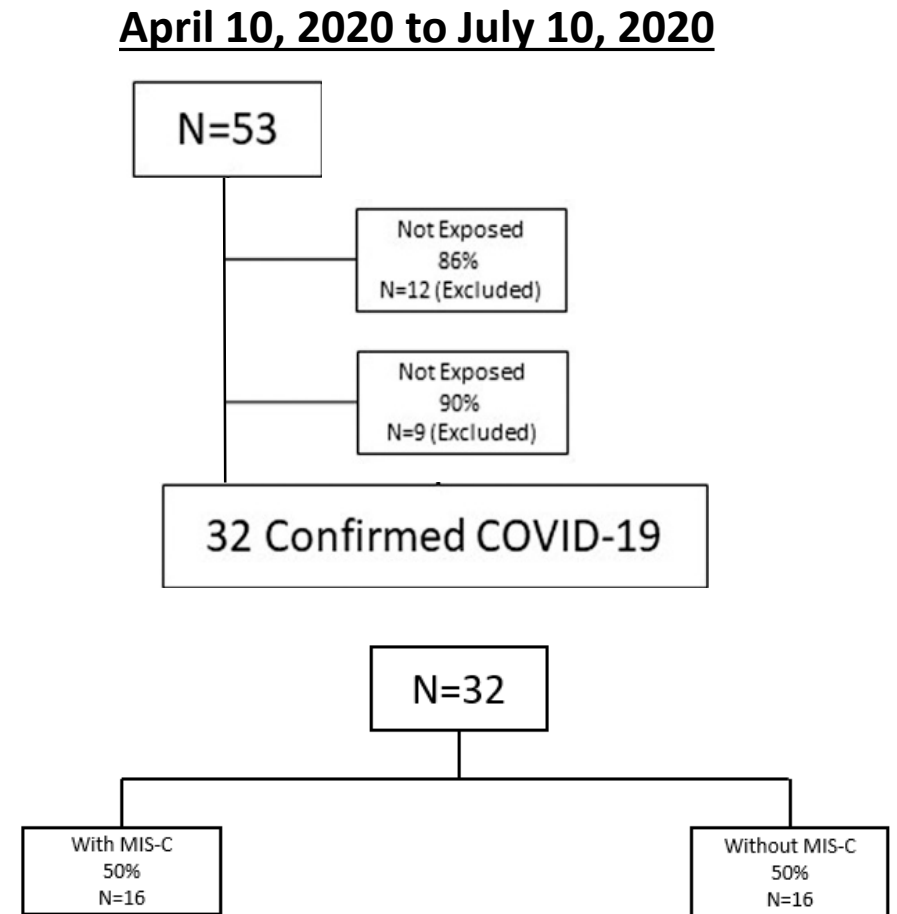 April 10, 2020 to July 10, 2020
N=53
Not Exposed
86%
N=12 (Excluded)
Not Exposed
90%
N=9 (Excluded)
32 Confirmed COVID-19
N=32
With MIS-C
50%
N=16
Without MIS-C
50%
N=16